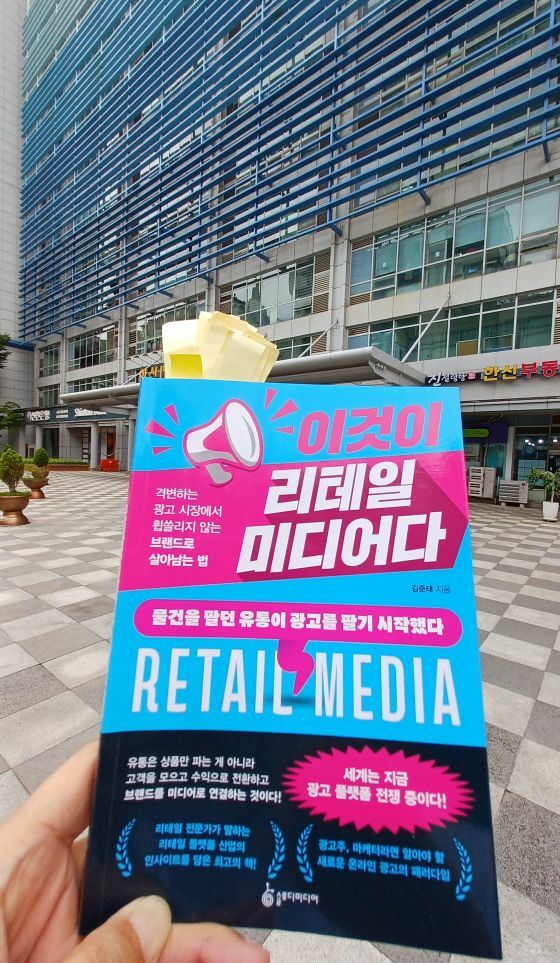 한신부동
이것이
리테일
미디어다
격변하는
광고 시장에서
휩쓸리지 않는
브랜드로
살아남는 법
김준태 지음
물건을 팔던 유통이 광고를 팔기 시작했다
RETAIL MEDIA
유통은 상품만 파는 게 아니라
고객을 모으고 수익으로 전환하고
브랜드를 미디어로 연결하는 것이다!
세계는 지금
광고 플랫폼 전쟁 중이다!
리테일 전문가가 말하는
리테일 플랫폼 산업의
인사이트를 담은 최고의 책!
광고주, 마케터라면 알아야 할
새로운 온라인 광고의 패러다임
슬로디미디어